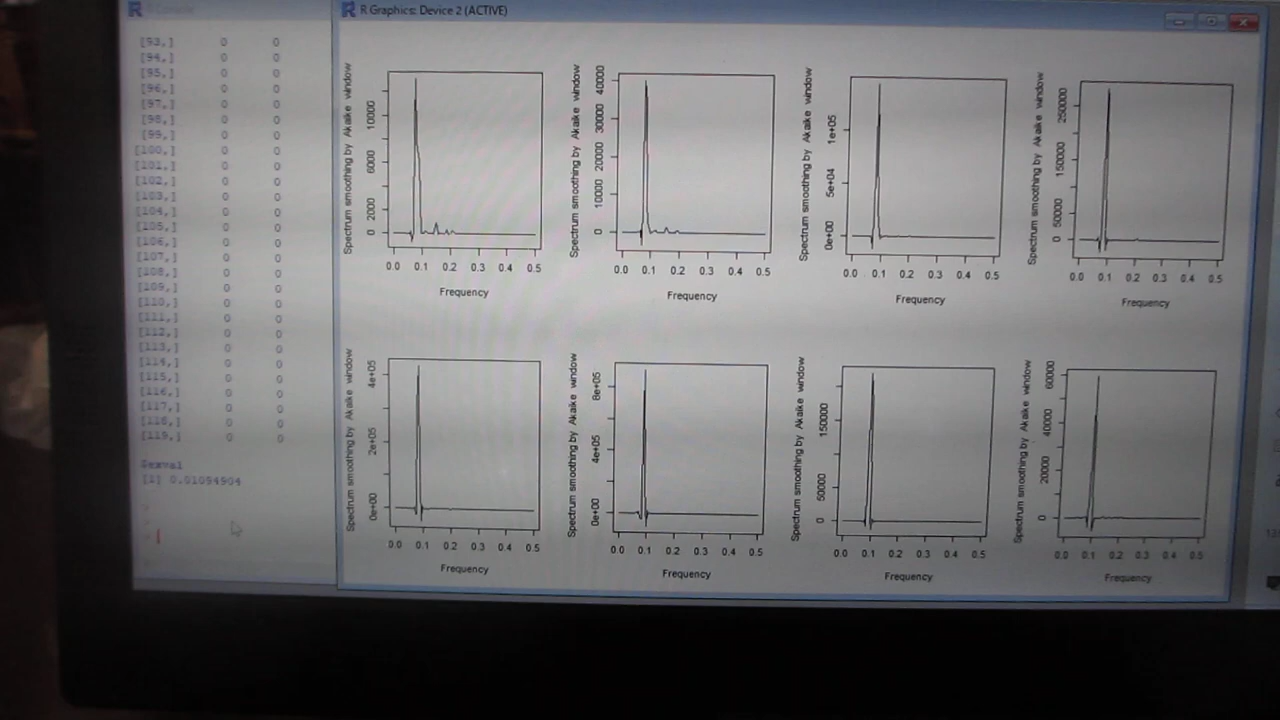 R Console
R Graphics: Device 2 (ACTIVE)
[93,] 0 0
[94,] 0 0
[95,] 0 0
[96,] 0 0
[97,] 0 0
[98,] 0 0
[99,] 0 0
[100,] 0 0
[101,] 0 0
[102,] 0 0
[103,] 0 0
[104,] 0 0
[105,] 0 0
[106,] 0 0
[107,] 0 0
[108,] 0 0
[109,] 0 0
[110,] 0 0
[111,] 0 0
[112,] 0 0
[113,] 0 0
[114,] 0 0
[115,] 0 0
[116,] 0 0
[117,] 0 0
[118,] 0 0
[119,] 0 0
[1] 0.01094904
Spectrum smoothing by Akaike window
0 2000 6000 10000
0.0 0.1 0.2 0.3 0.4 0.5
Frequency
Spectrum smoothing by Akaike window
0 10000 20000 30000 40000
0.0 0.1 0.2 0.3 0.4 0.5
Frequency
Spectrum smoothing by Akaike window
0e+00 5e+04 1e+05
0.0 0.1 0.2 0.3 0.4 0.5
Frequency
Spectrum smoothing by Akaike window
0 50000 150000 250000
0.0 0.1 0.2 0.3 0.4 0.5
Frequency
Spectrum smoothing by Akaike window
0e+00 2e+05 4e+05
0.0 0.1 0.2 0.3 0.4 0.5
Frequency
Spectrum smoothing by Akaike window
0e+00 4e+05 8e+05
0.0 0.1 0.2 0.3 0.4 0.5
Frequency
Spectrum smoothing by Akaike window
0 50000 150000
0.0 0.1 0.2 0.3 0.4 0.5
Frequency
Spectrum smoothing by Akaike window
0 20000 40000 60000
0.0 0.1 0.2 0.3 0.4 0.5
Frequency